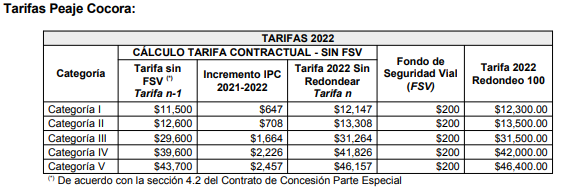 Tarifas Peaje Cocora:
TARIFAS 2022
CÁLCULO TARIFA CONTRACTUAL - SIN FSV
Categoría
Tarifa sin
FSV (*)
Tarifa n-1
Incremento IPC
2021-2022
Tarifa 2022 Sin
Redondear
Tarifa n
Fondo de
Seguridad Vial
(FSV)
Tarifa 2022
Redondeo 100
Categoría I $11,500 $647 $12,147 $200 $12,300.00
Categoría II $12,600 $708 $13,308 $200 $13,500.00
Categoría III $29,600 $1,664 $31,264 $200 $31,500.00
Categoría IV $39,600 $2,226 $41,826 $200 $42,000.00
Categoría V $43,700 $2,457 $46,157 $200 $46,400.00
(*) De acuerdo con la sección 4.2 del Contrato de Concesión Parte Especial